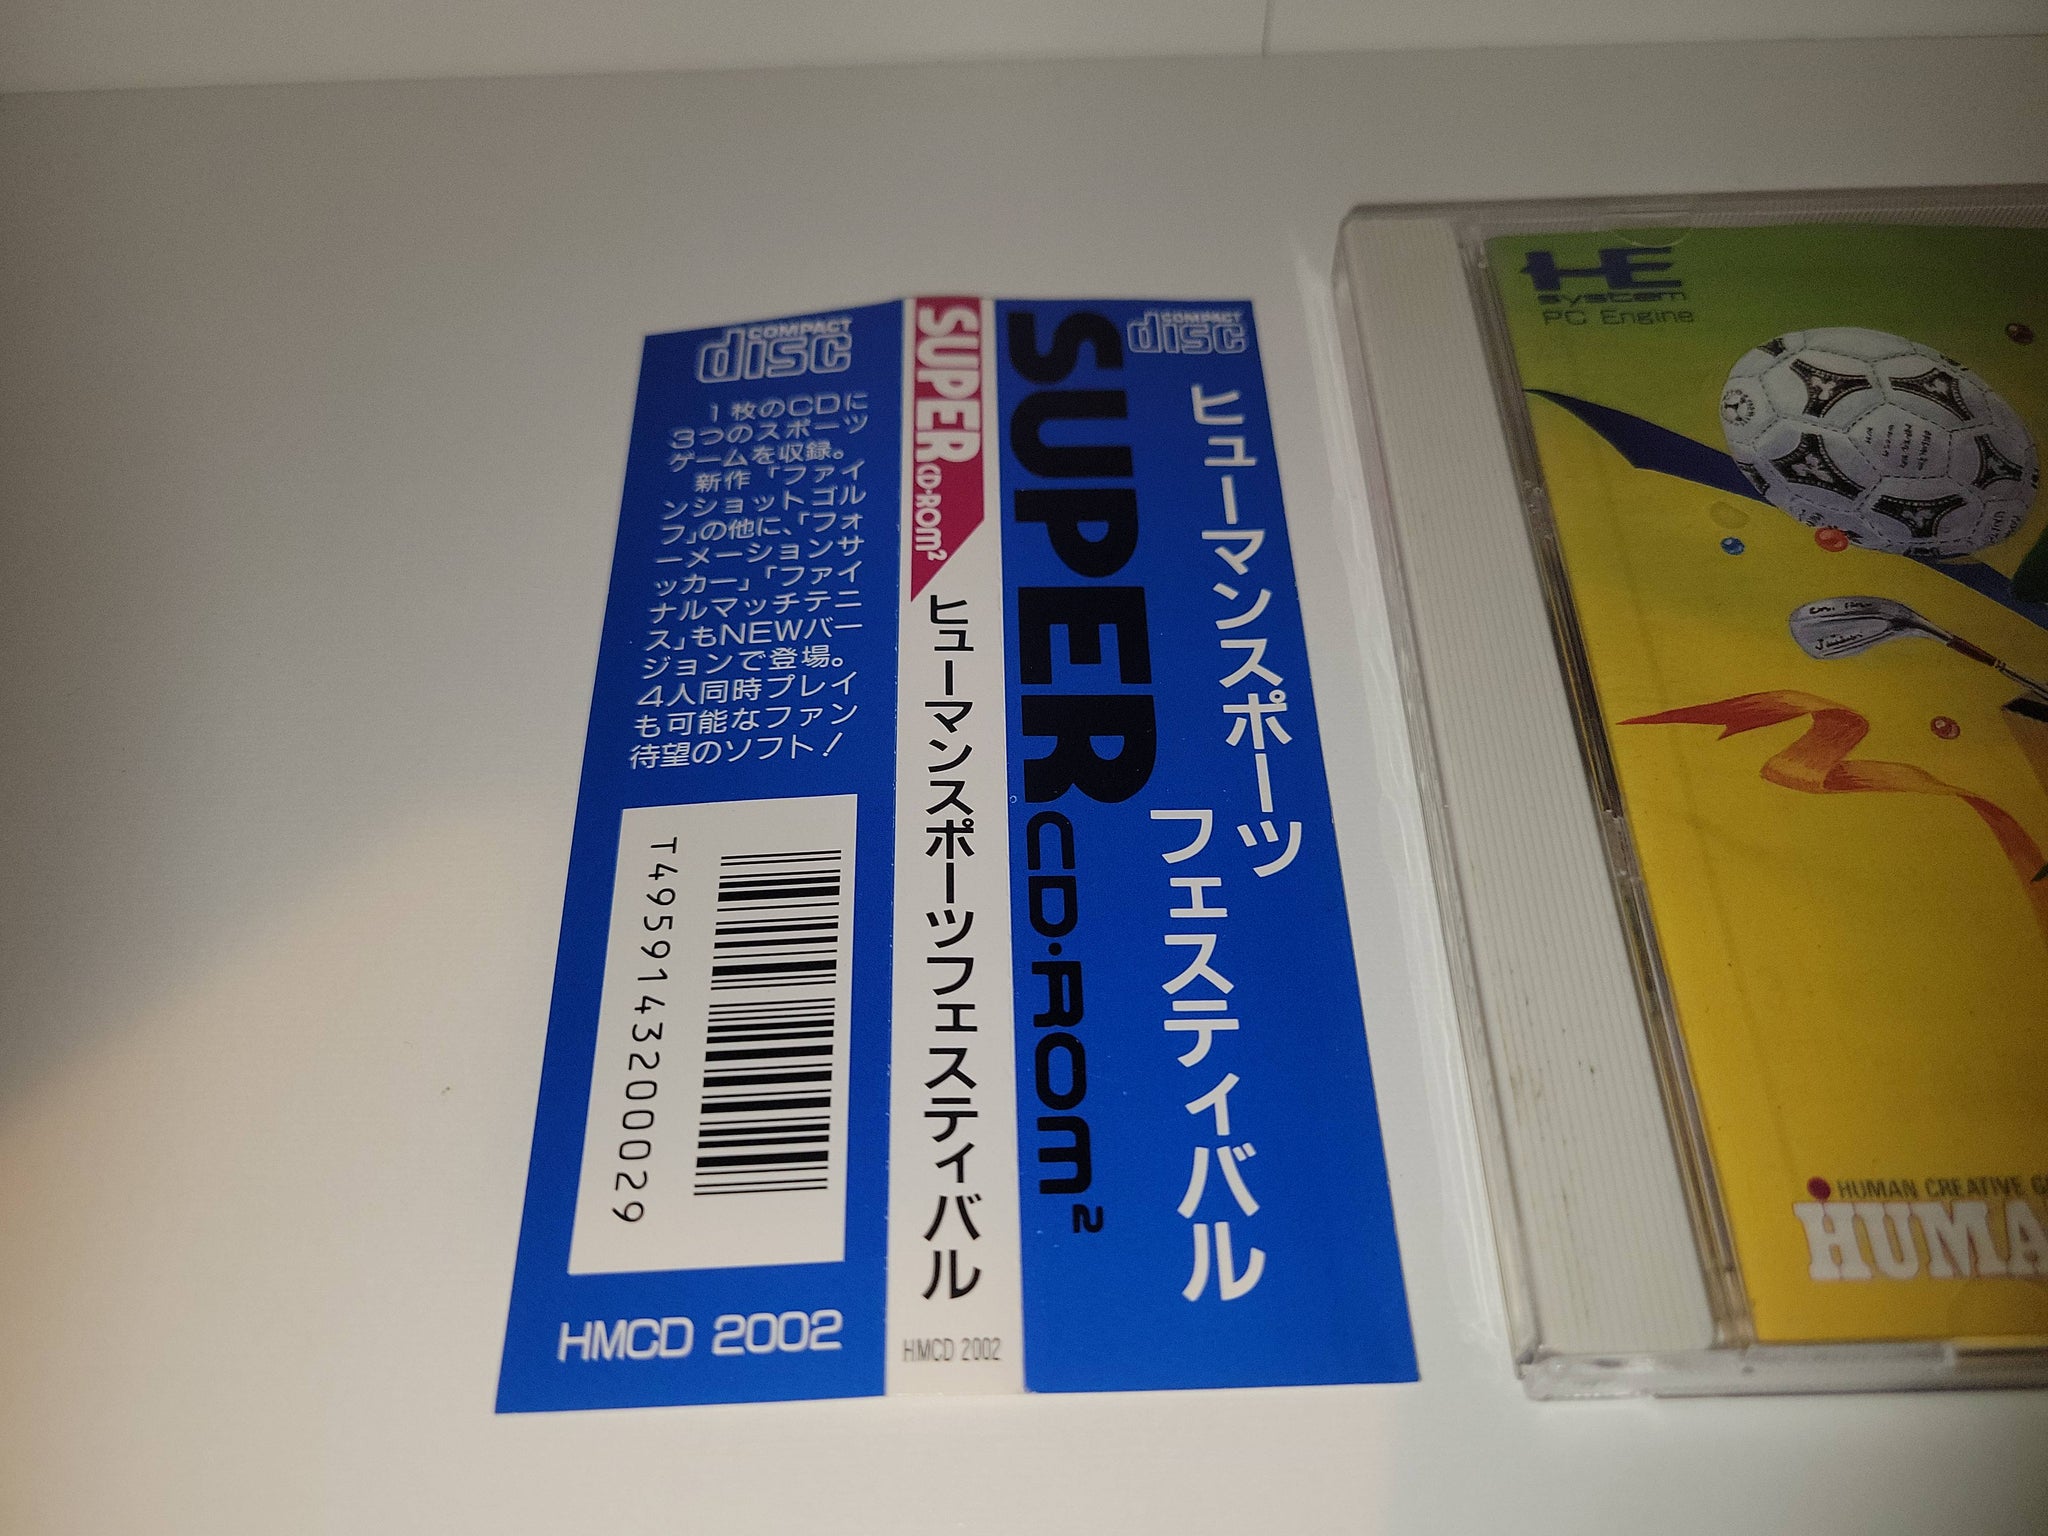 COMPACT
disc
1枚のCDに
3つのスポーツ
ゲームを収録。
新作「ファイ
ンショットゴル
フ」の他に、「フォ
ーメーションサ
ッカー」「ファイ
ナルマッチテニ
ス」もNEWバー
ジョンで登場。
4人同時プレイ
も可能なファン
待望のソフト!
T4959143200029
HMCD 2002
SUPER CD・ROM²
ヒューマンスポーツフェスティバル
HMCD 2002
COMPACT
disc
SUPER CD・ROM²
ヒューマンスポーツ
フェスティバル
HE
system
PC Engine
HUMAN CREATIVE
HUMA